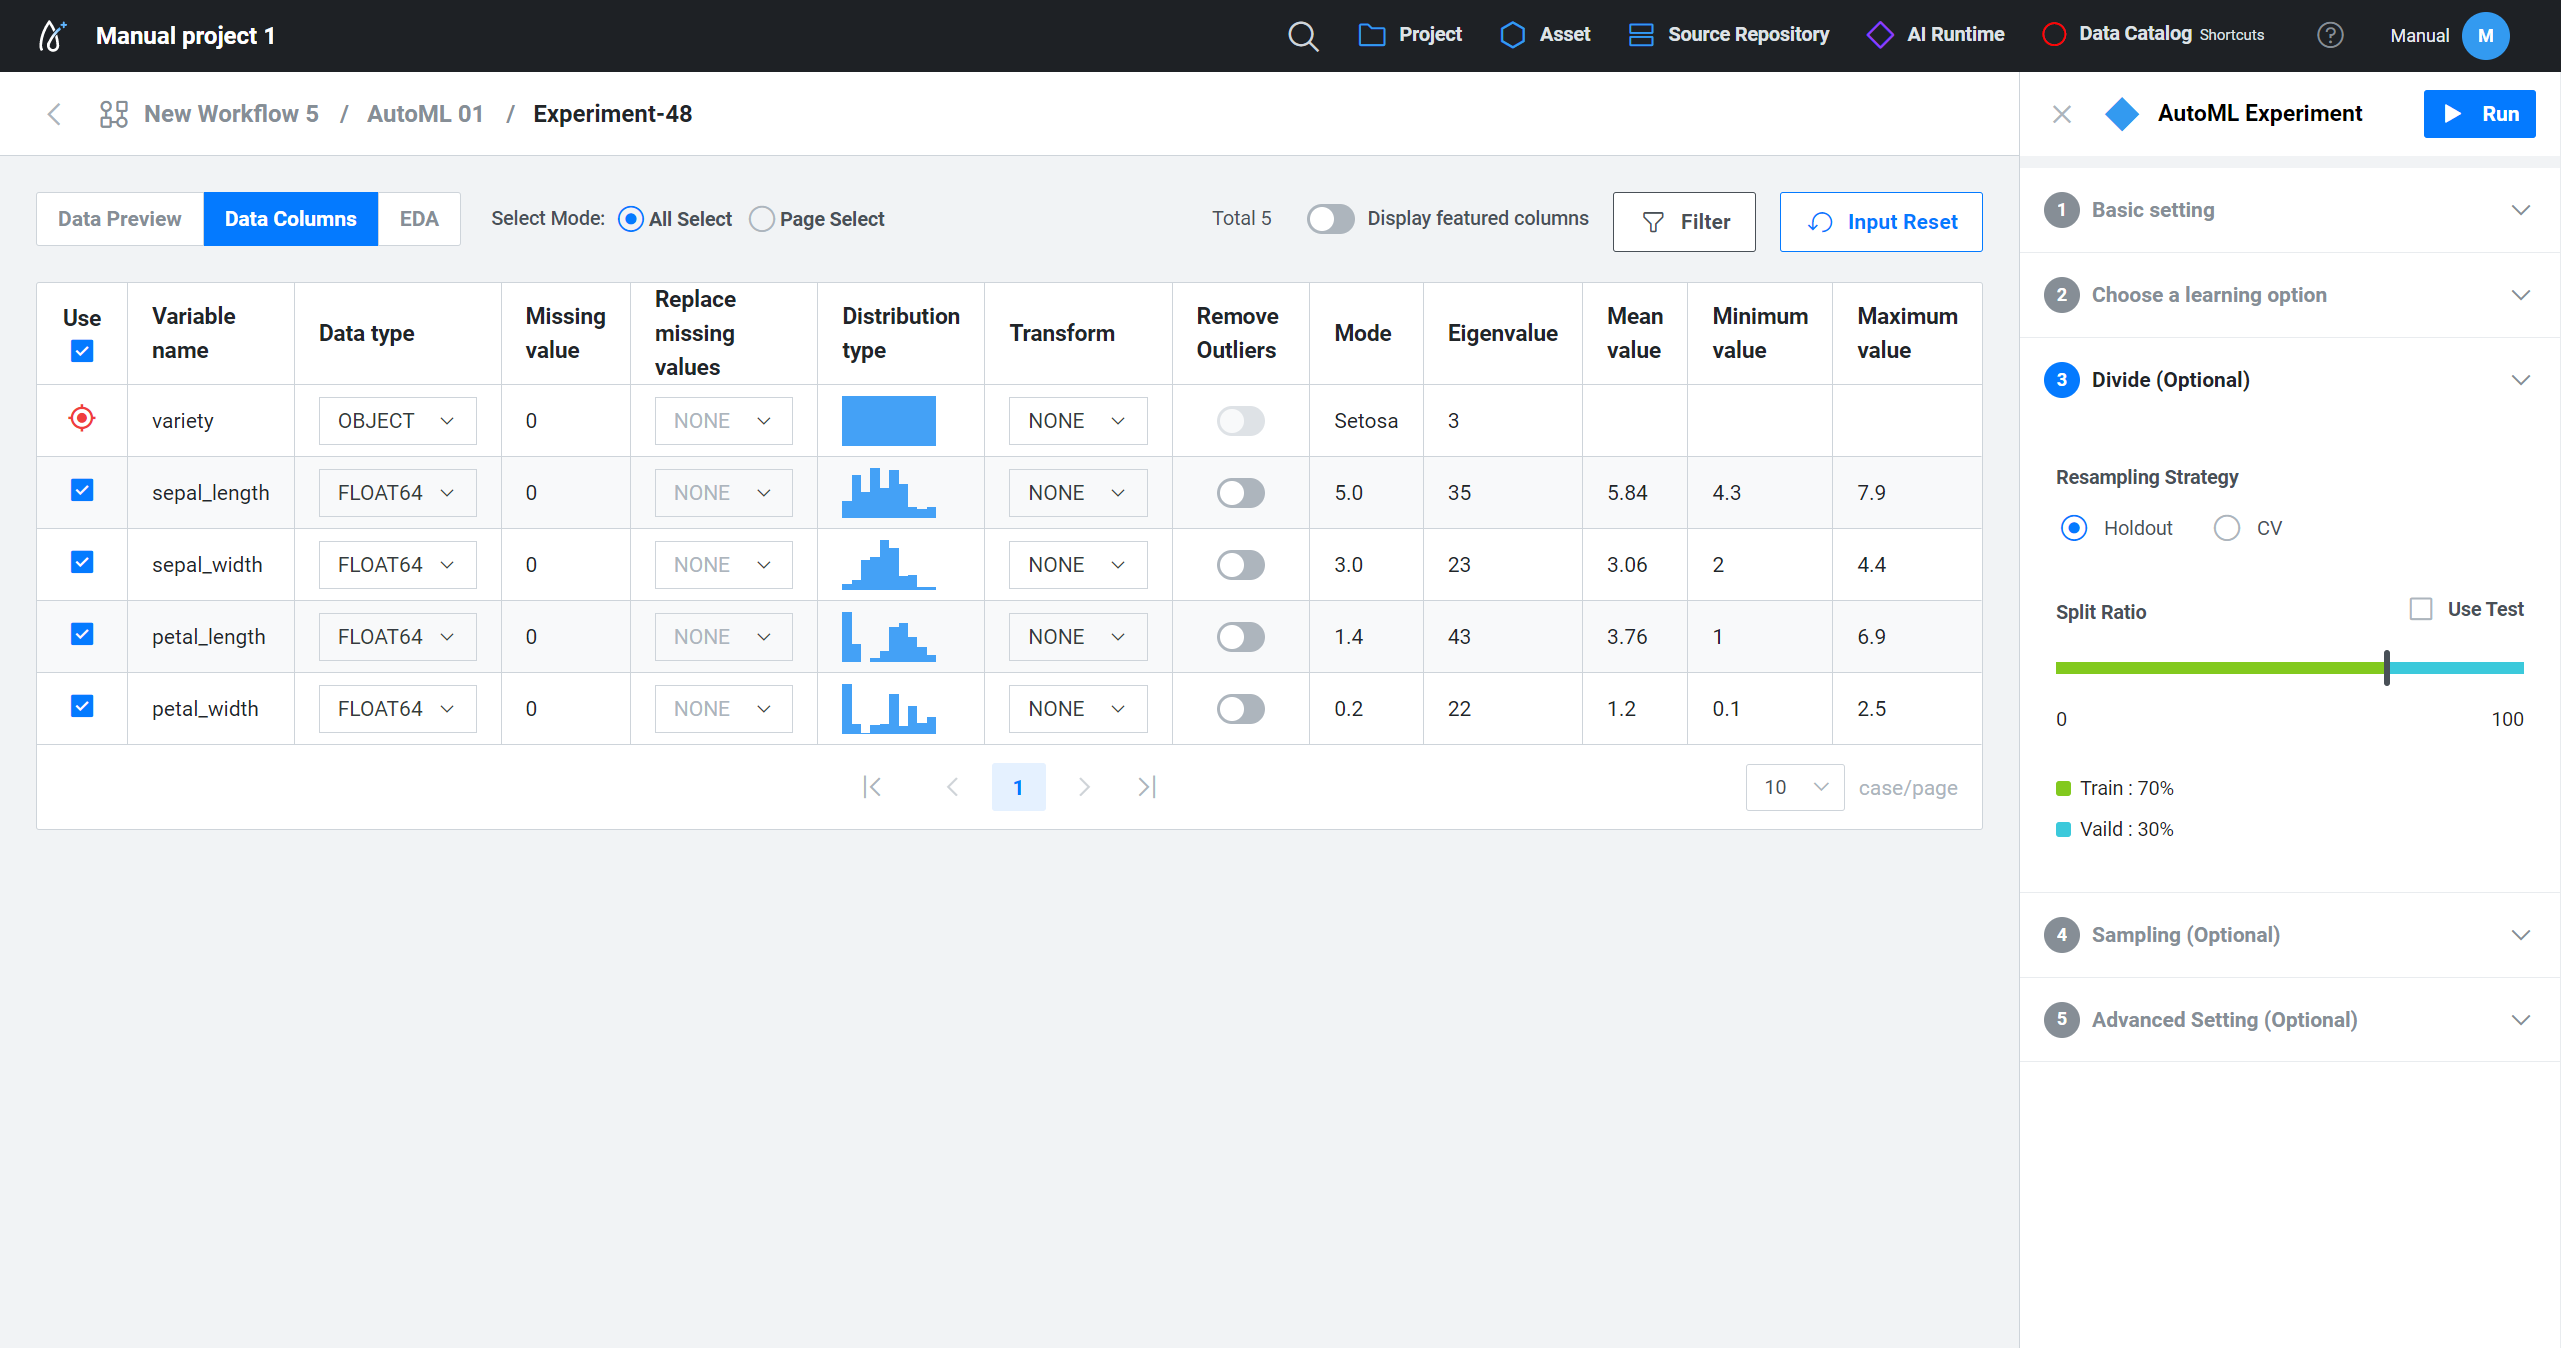 Manual project 1
Project Asset Source Repository AI Runtime Data Catalog Shortcuts ? Manual M
New Workflow 5 / AutoML 01 / Experiment-48
AutoML Experiment Run
Data Preview Data Columns EDA Select Mode: All Select Page Select Total 5 Display featured columns Filter Input Reset
Use Variable name Data type Missing value Replace missing values Distribution type Transform Remove Outliers Mode Eigenvalue Mean value Minimum value Maximum value
variety OBJECT 0 NONE NONE Setosa 3
sepal_length FLOAT64 0 NONE NONE 5.0 35 5.84 4.3 7.9
sepal_width FLOAT64 0 NONE NONE 3.0 23 3.06 2 4.4
petal_length FLOAT64 0 NONE NONE 1.4 43 3.76 1 6.9
petal_width FLOAT64 0 NONE NONE 0.2 22 1.2 0.1 2.5
1 10 case/page
1 Basic setting
2 Choose a learning option
3 Divide (Optional)
Resampling Strategy
Holdout CV
Split Ratio Use Test
0 100
Train : 70%
Vaild : 30%
4 Sampling (Optional)
5 Advanced Setting (Optional)